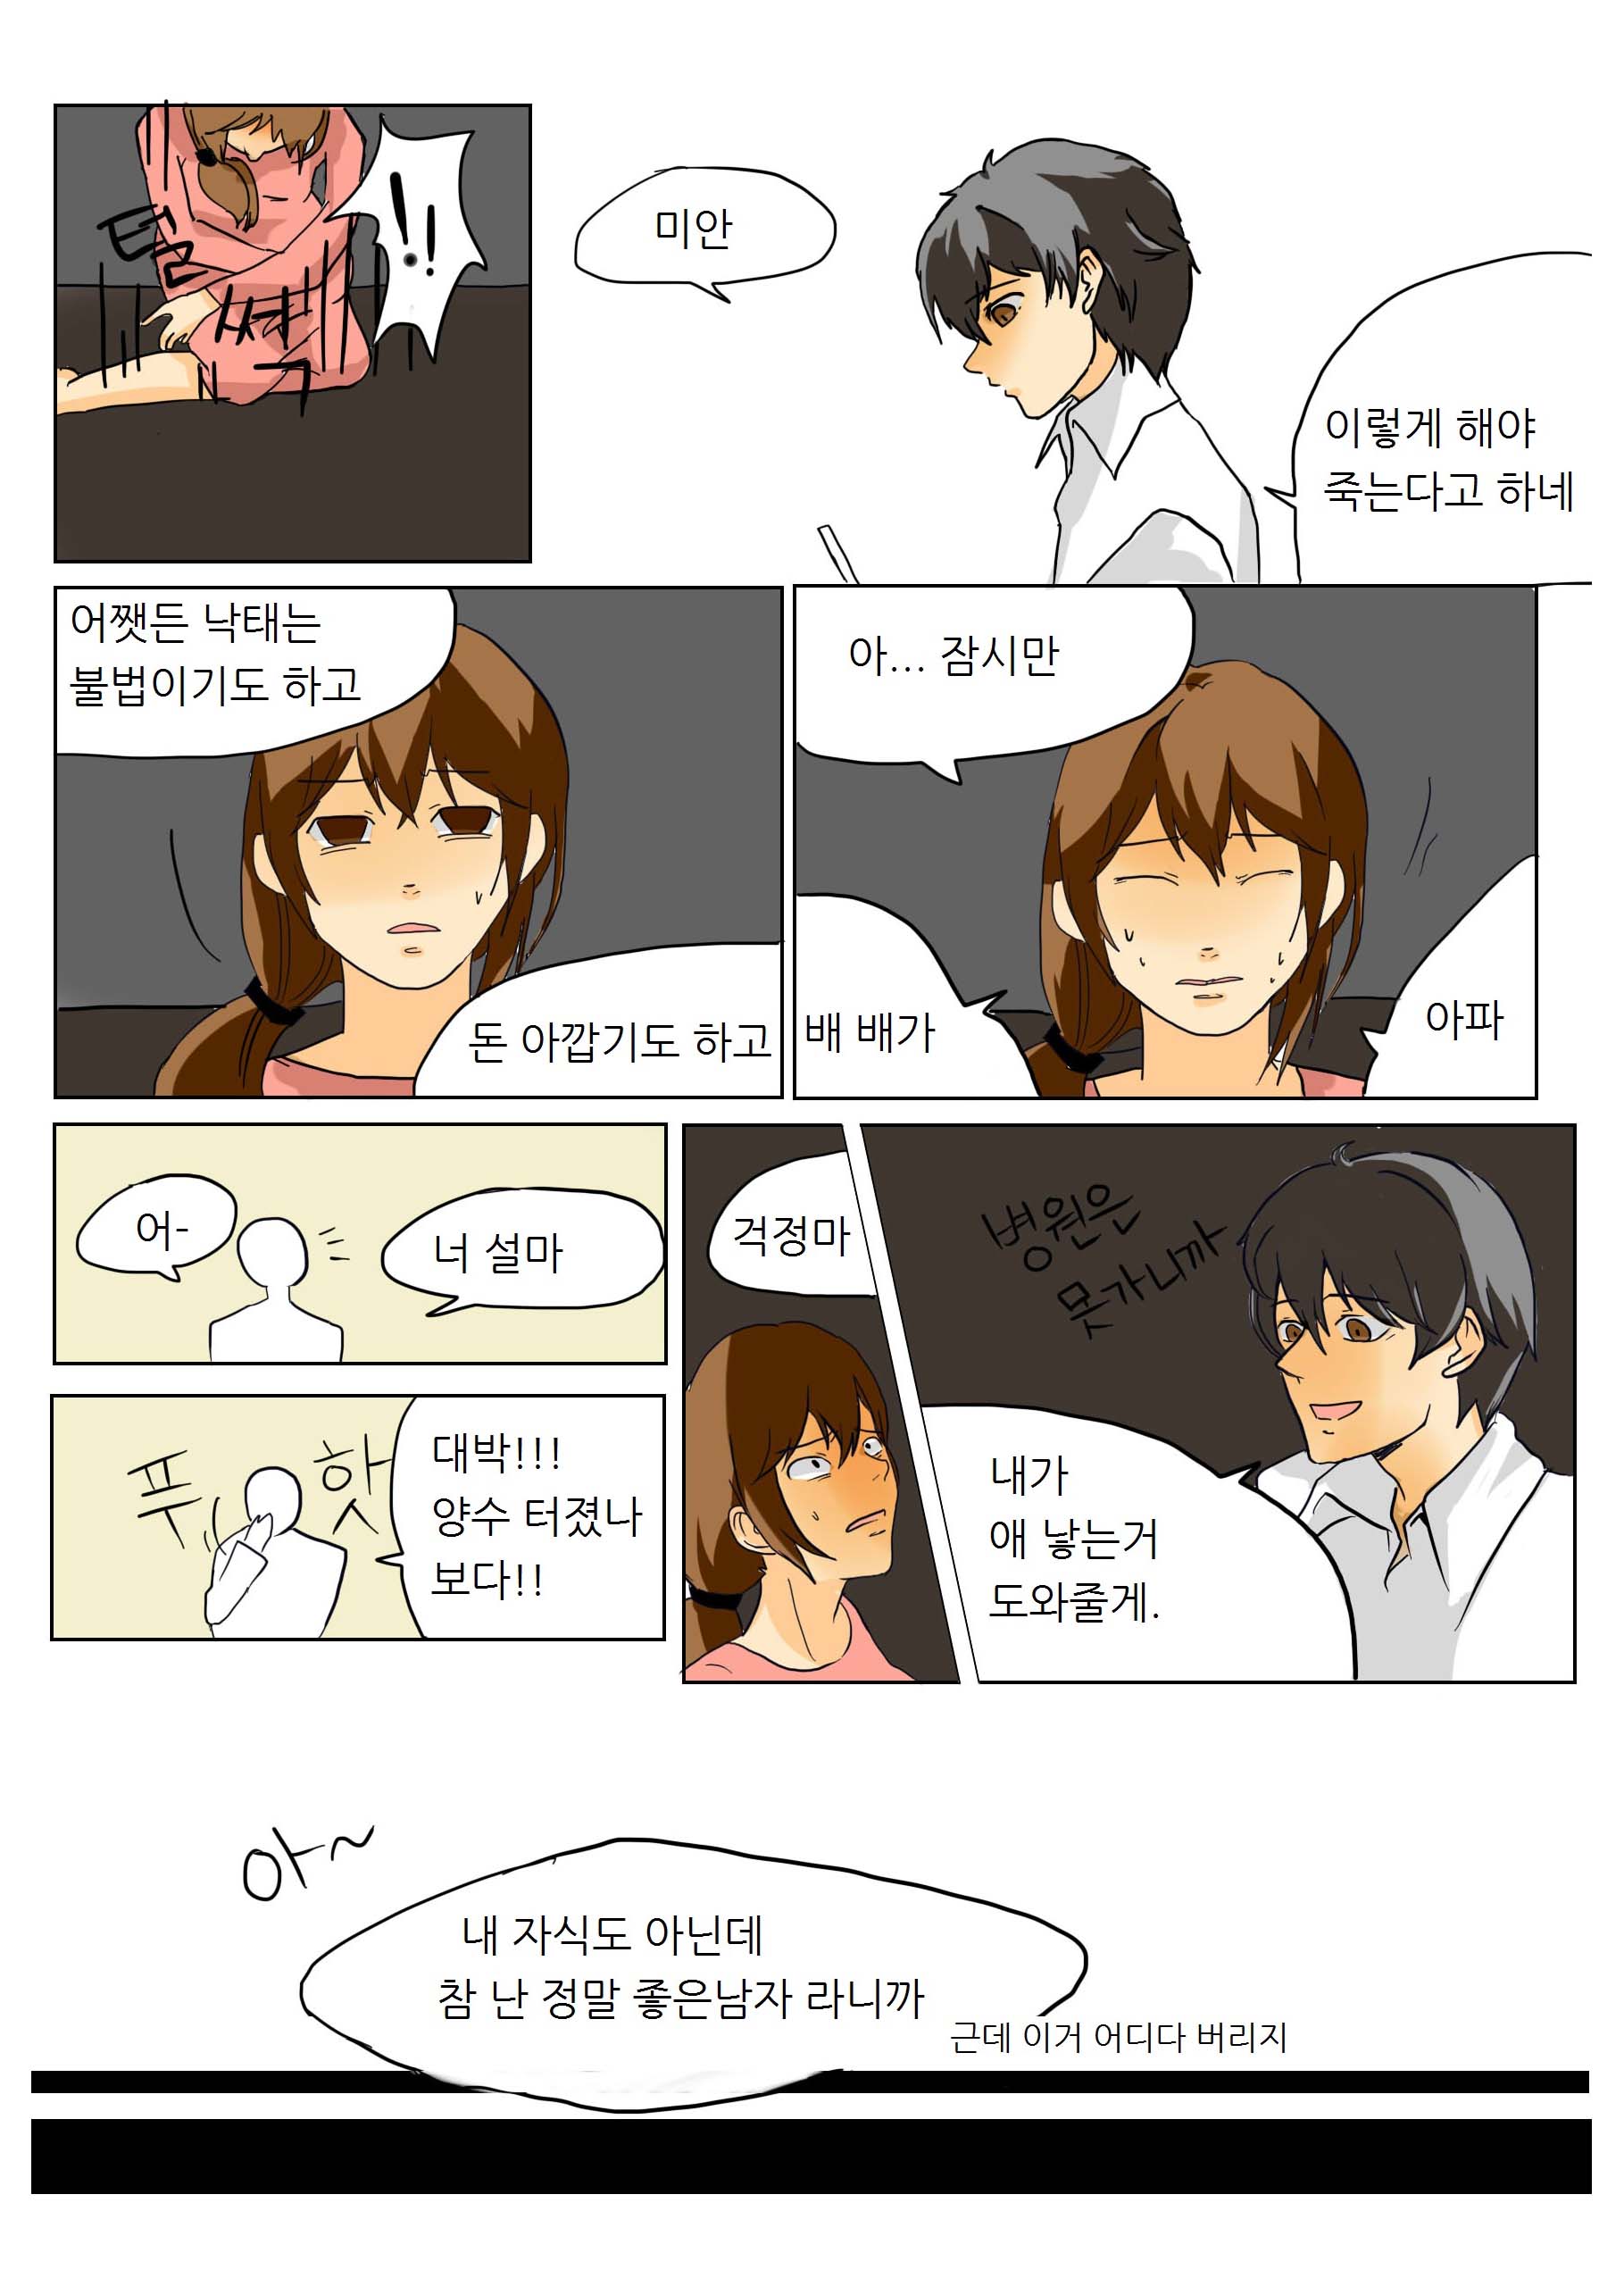 털
썩
!!
미안
이렇게 해야
죽는다고 하네
어쨋든 낙태는
불법이기도 하고
돈 아깝기도 하고
아... 잠시만
배 배가
아파
어-
너 설마
푸
핫
대박!!!
양수 터졌나
보다!!
걱정마
병원은
못가니까
내가
애 낳는거
도와줄게.
아~
내 자식도 아닌데
참 난 정말 좋은남자 라니까
근데 이거 어디다 버리지